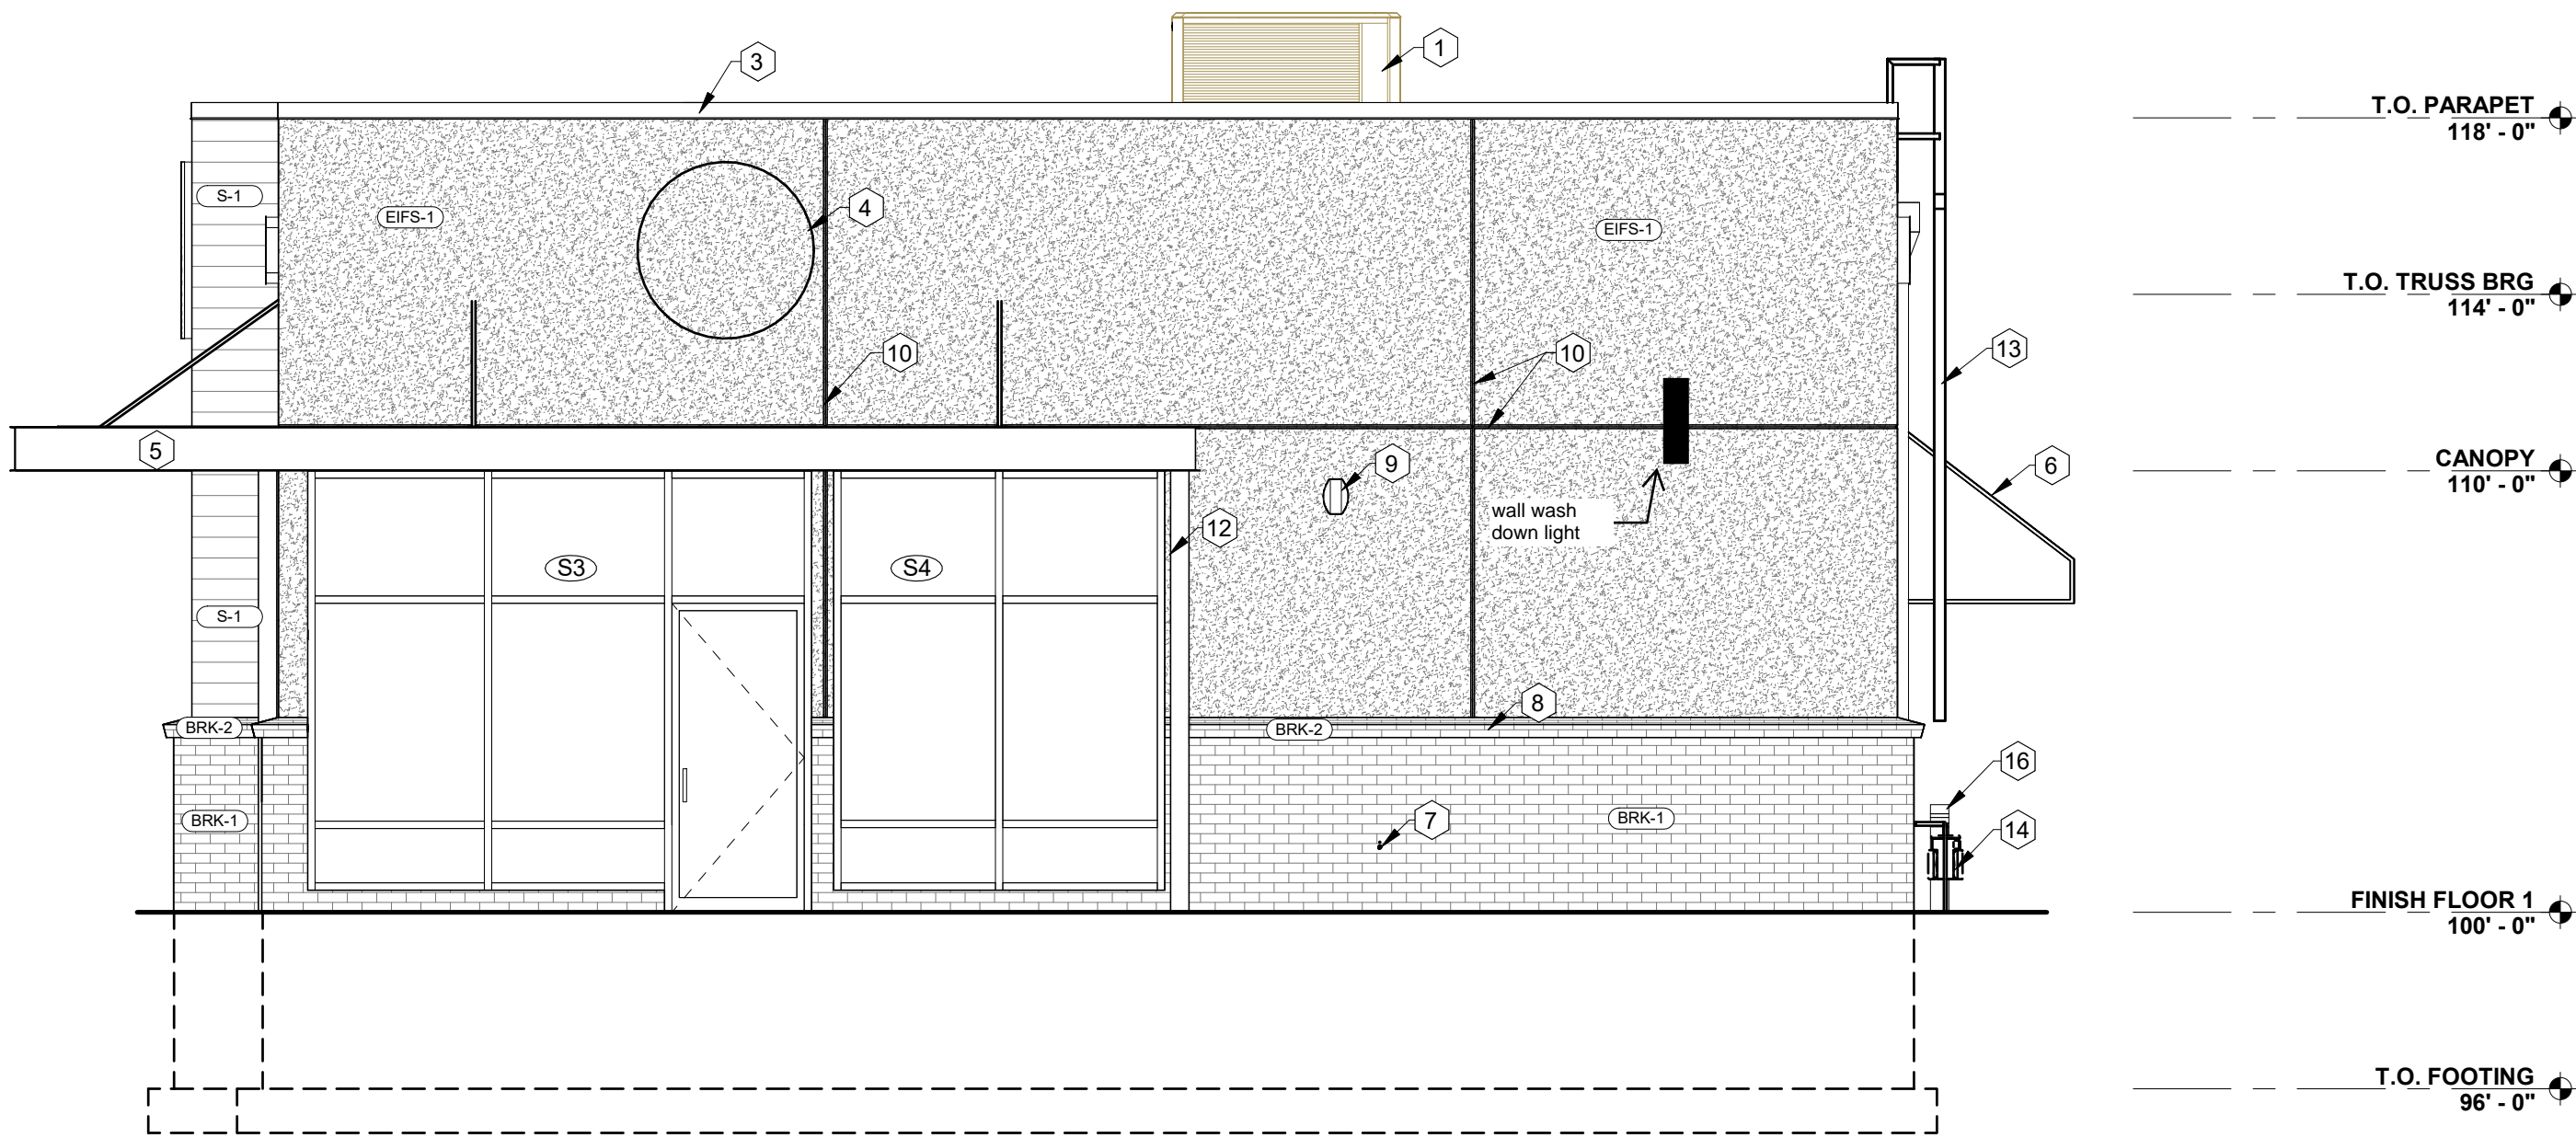 1
3
T.O. PARAPET
118' - 0"
S-1
EIFS-1
4
EIFS-1
T.O. TRUSS BRG
114' - 0"
10
10
13
5
9
6
CANOPY
110' - 0"
wall wash
down light
12
S3
S4
S-1
8
BRK-2
BRK-2
16
BRK-1
7
BRK-1
14
FINISH FLOOR 1
100' - 0"
T.O. FOOTING
96' - 0"